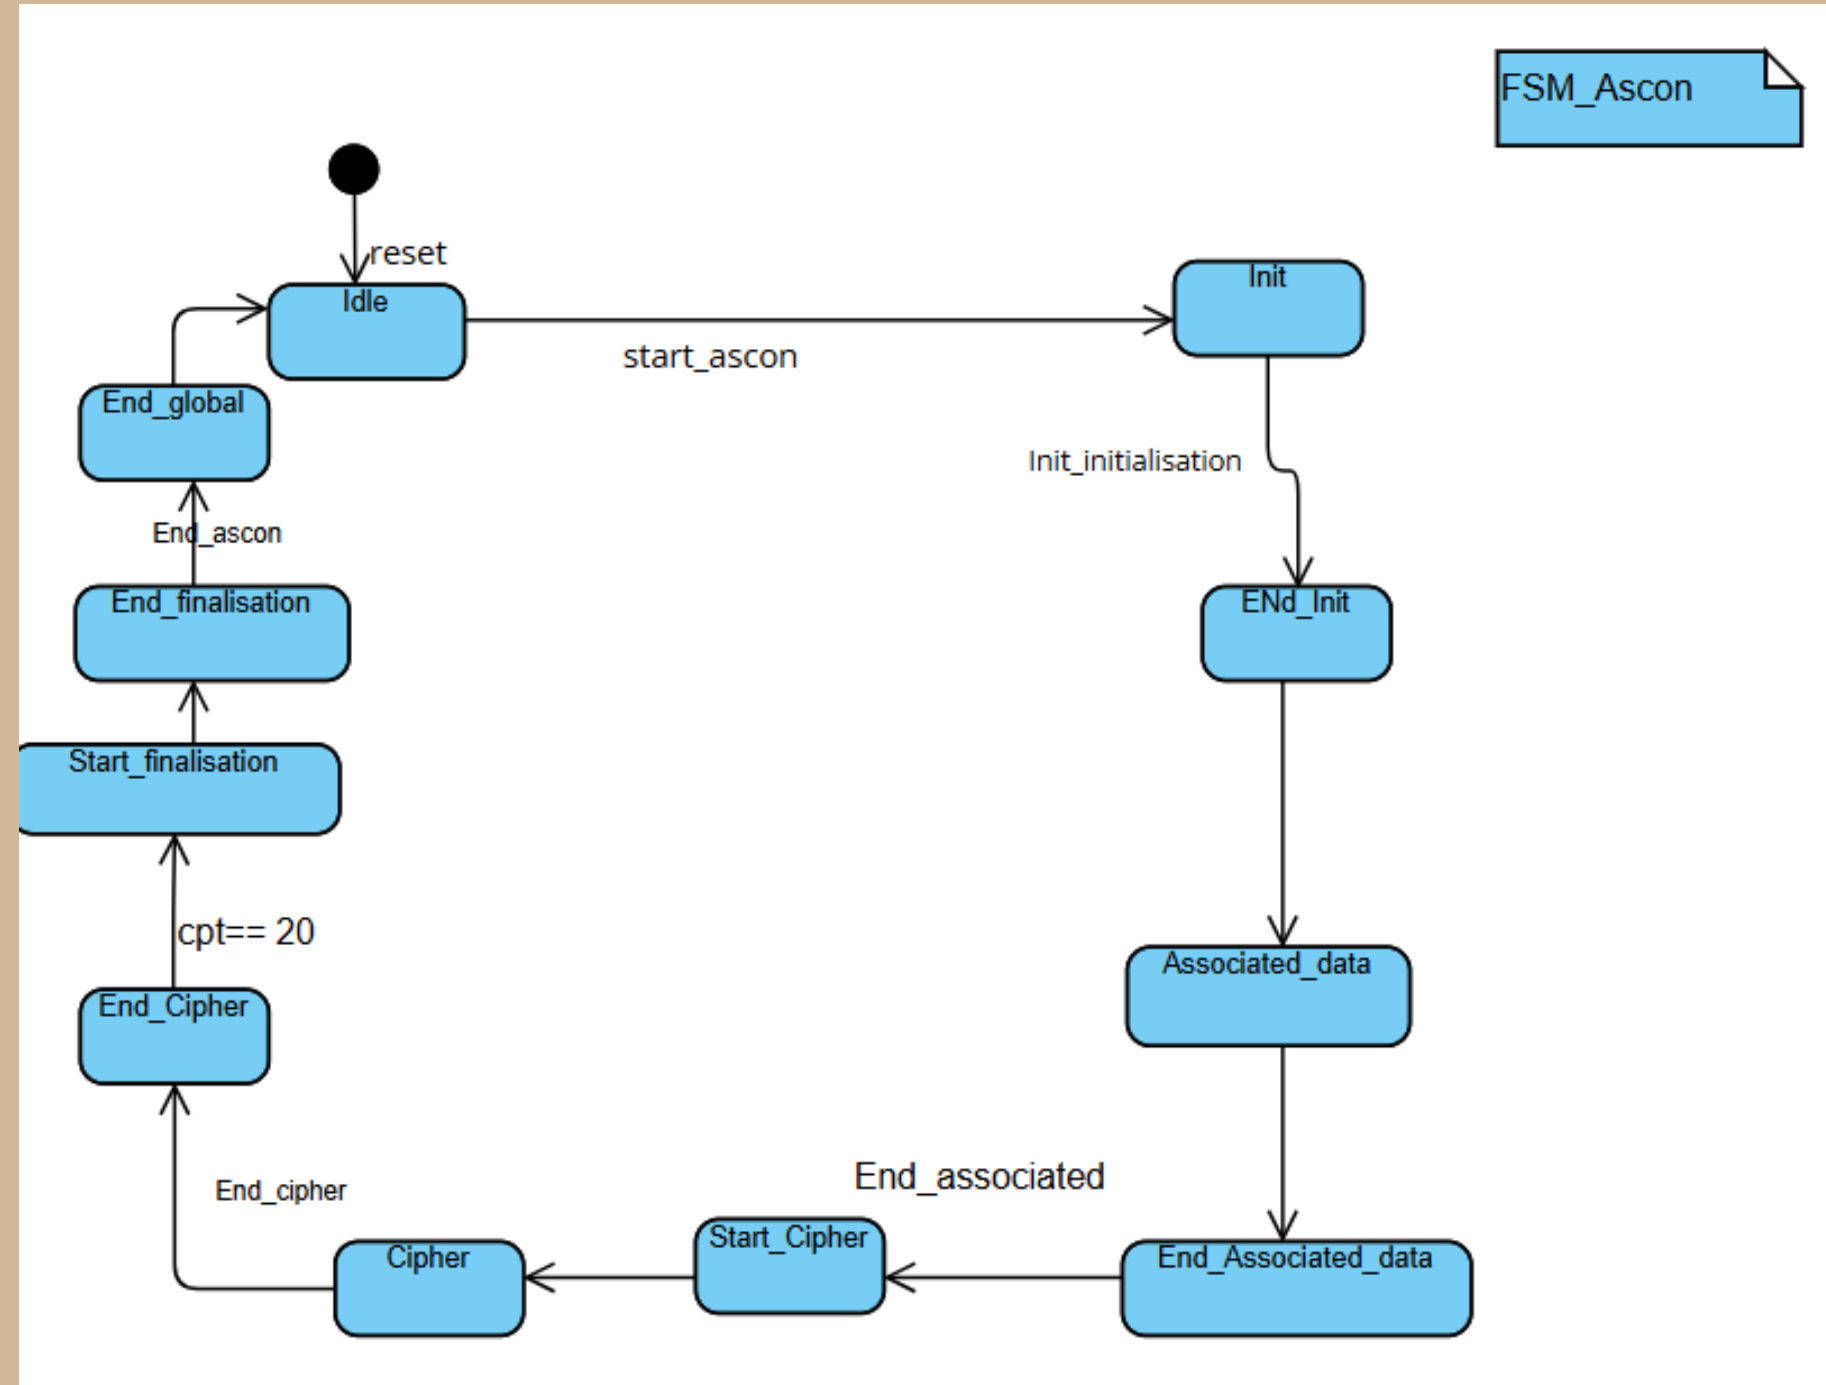 FSM_Ascon
reset
Idle
Init
start_ascon
End_global
Init_initialisation
End_ascon
End_finalisation
ENd_Init
Start_finalisation
cpt== 20
Associated_data
End_Cipher
End_associated
End_cipher
Start_Cipher
Cipher
End_Associated_data